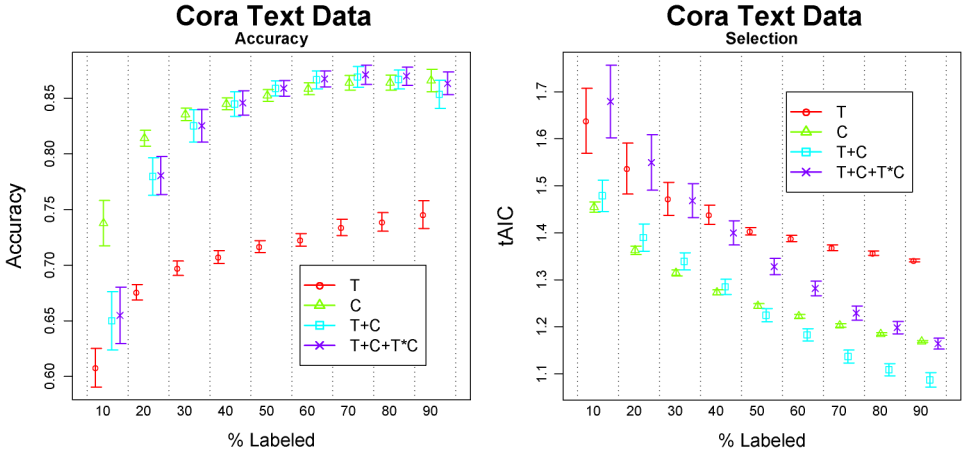 Cora Text Data
Accuracy
Accuracy
0.85
0.80
0.75
0.70
0.65
0.60
T
C
T+C
T+C+T*C
10 20 30 40 50 60 70 80 90
% Labeled
Cora Text Data
Selection
tAIC
1.7
1.6
1.5
1.4
1.3
1.2
1.1
T
C
T+C
T+C+T*C
10 20 30 40 50 60 70 80 90
% Labeled